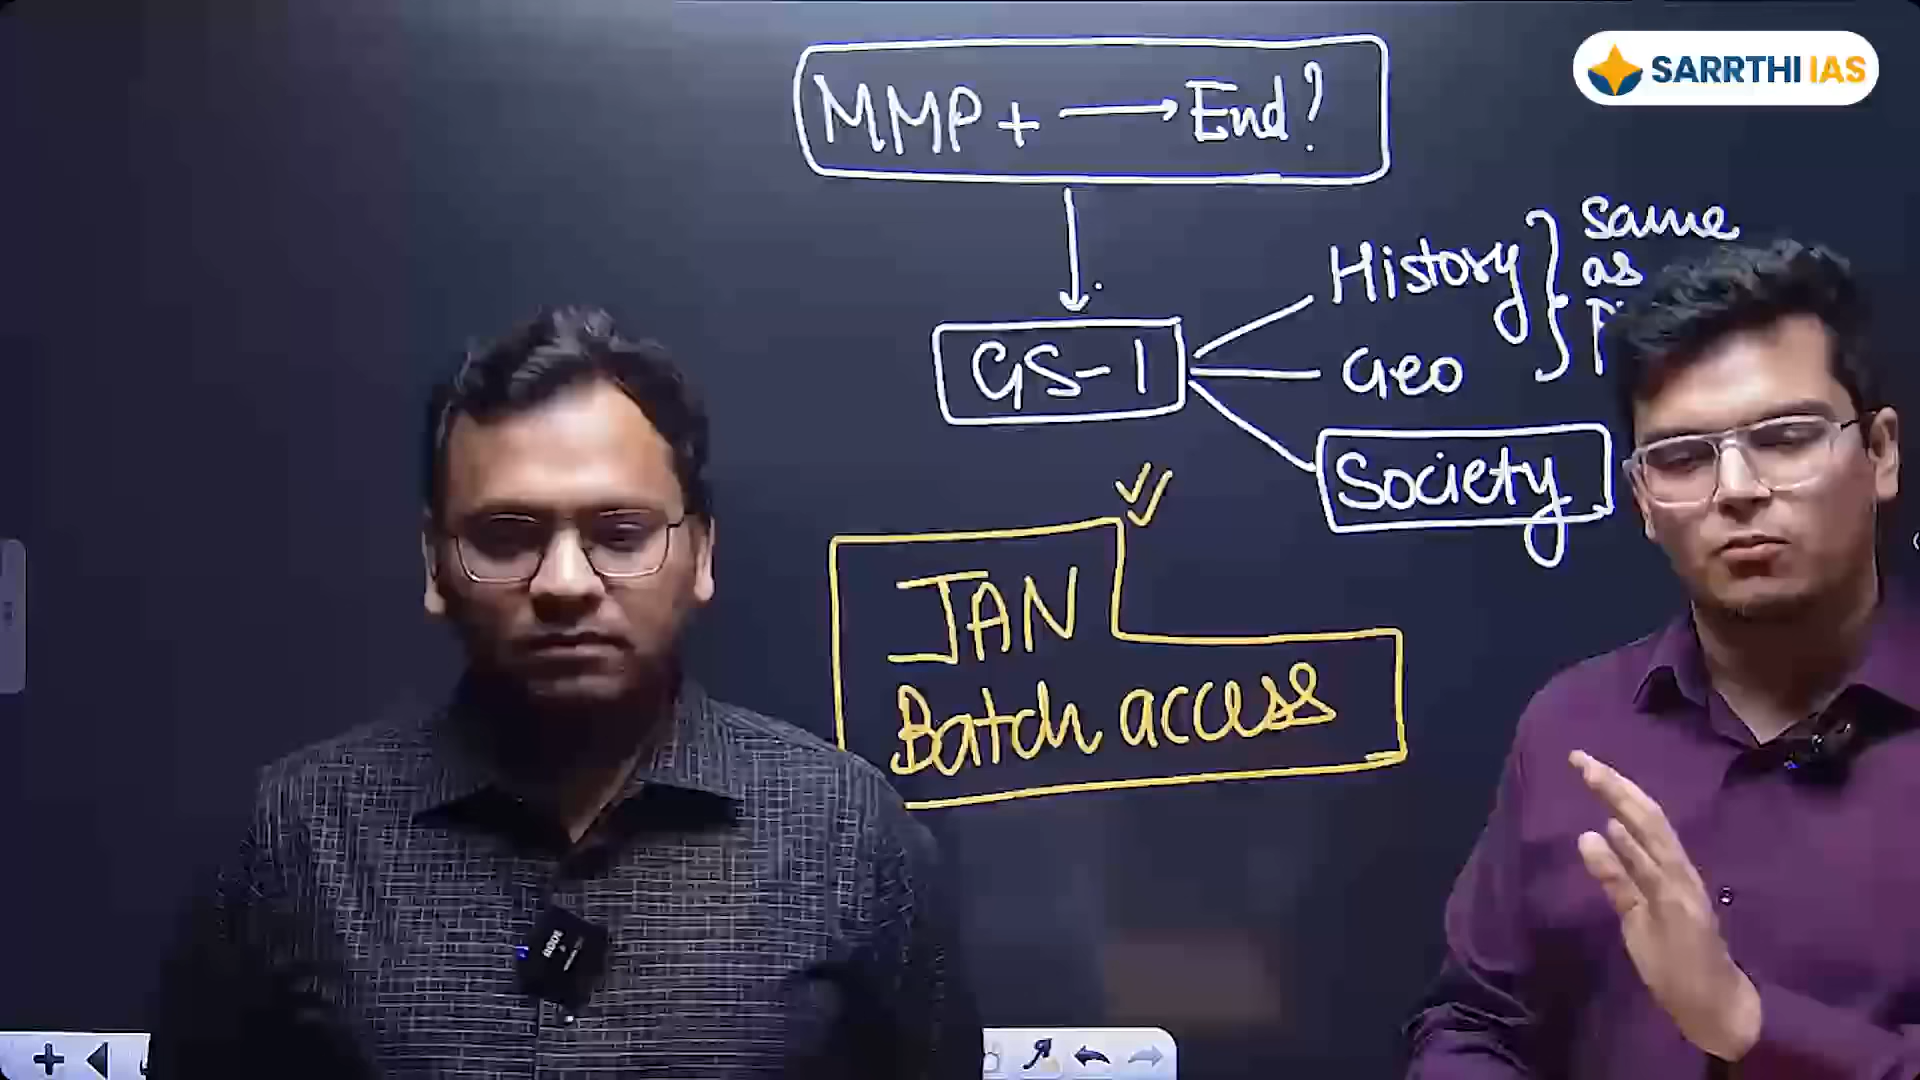 SARRTHI IAS
MMP + → End?
GS-1
History
Geo
Society
same
as
JAN
Batch access